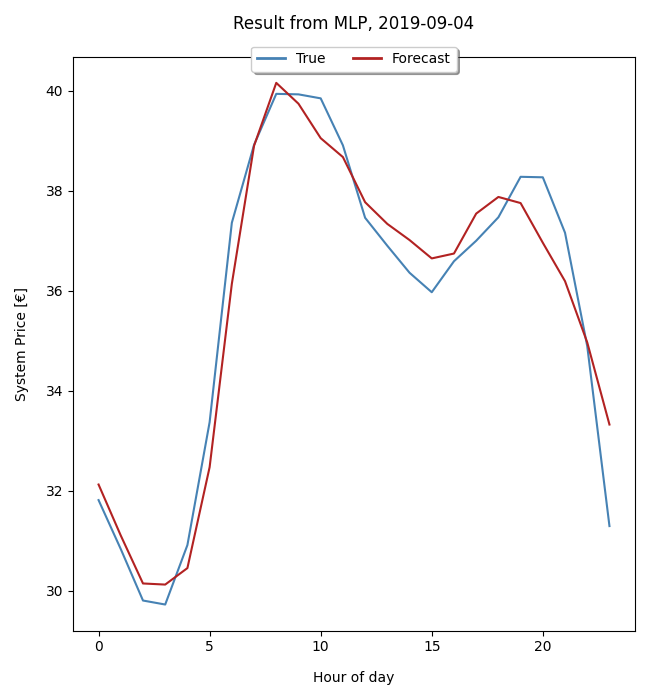 Result from MLP, 2019-09-04
True Forecast
40
38
36
34
32
30
System Price [€]
0 5 10 15 20
Hour of day